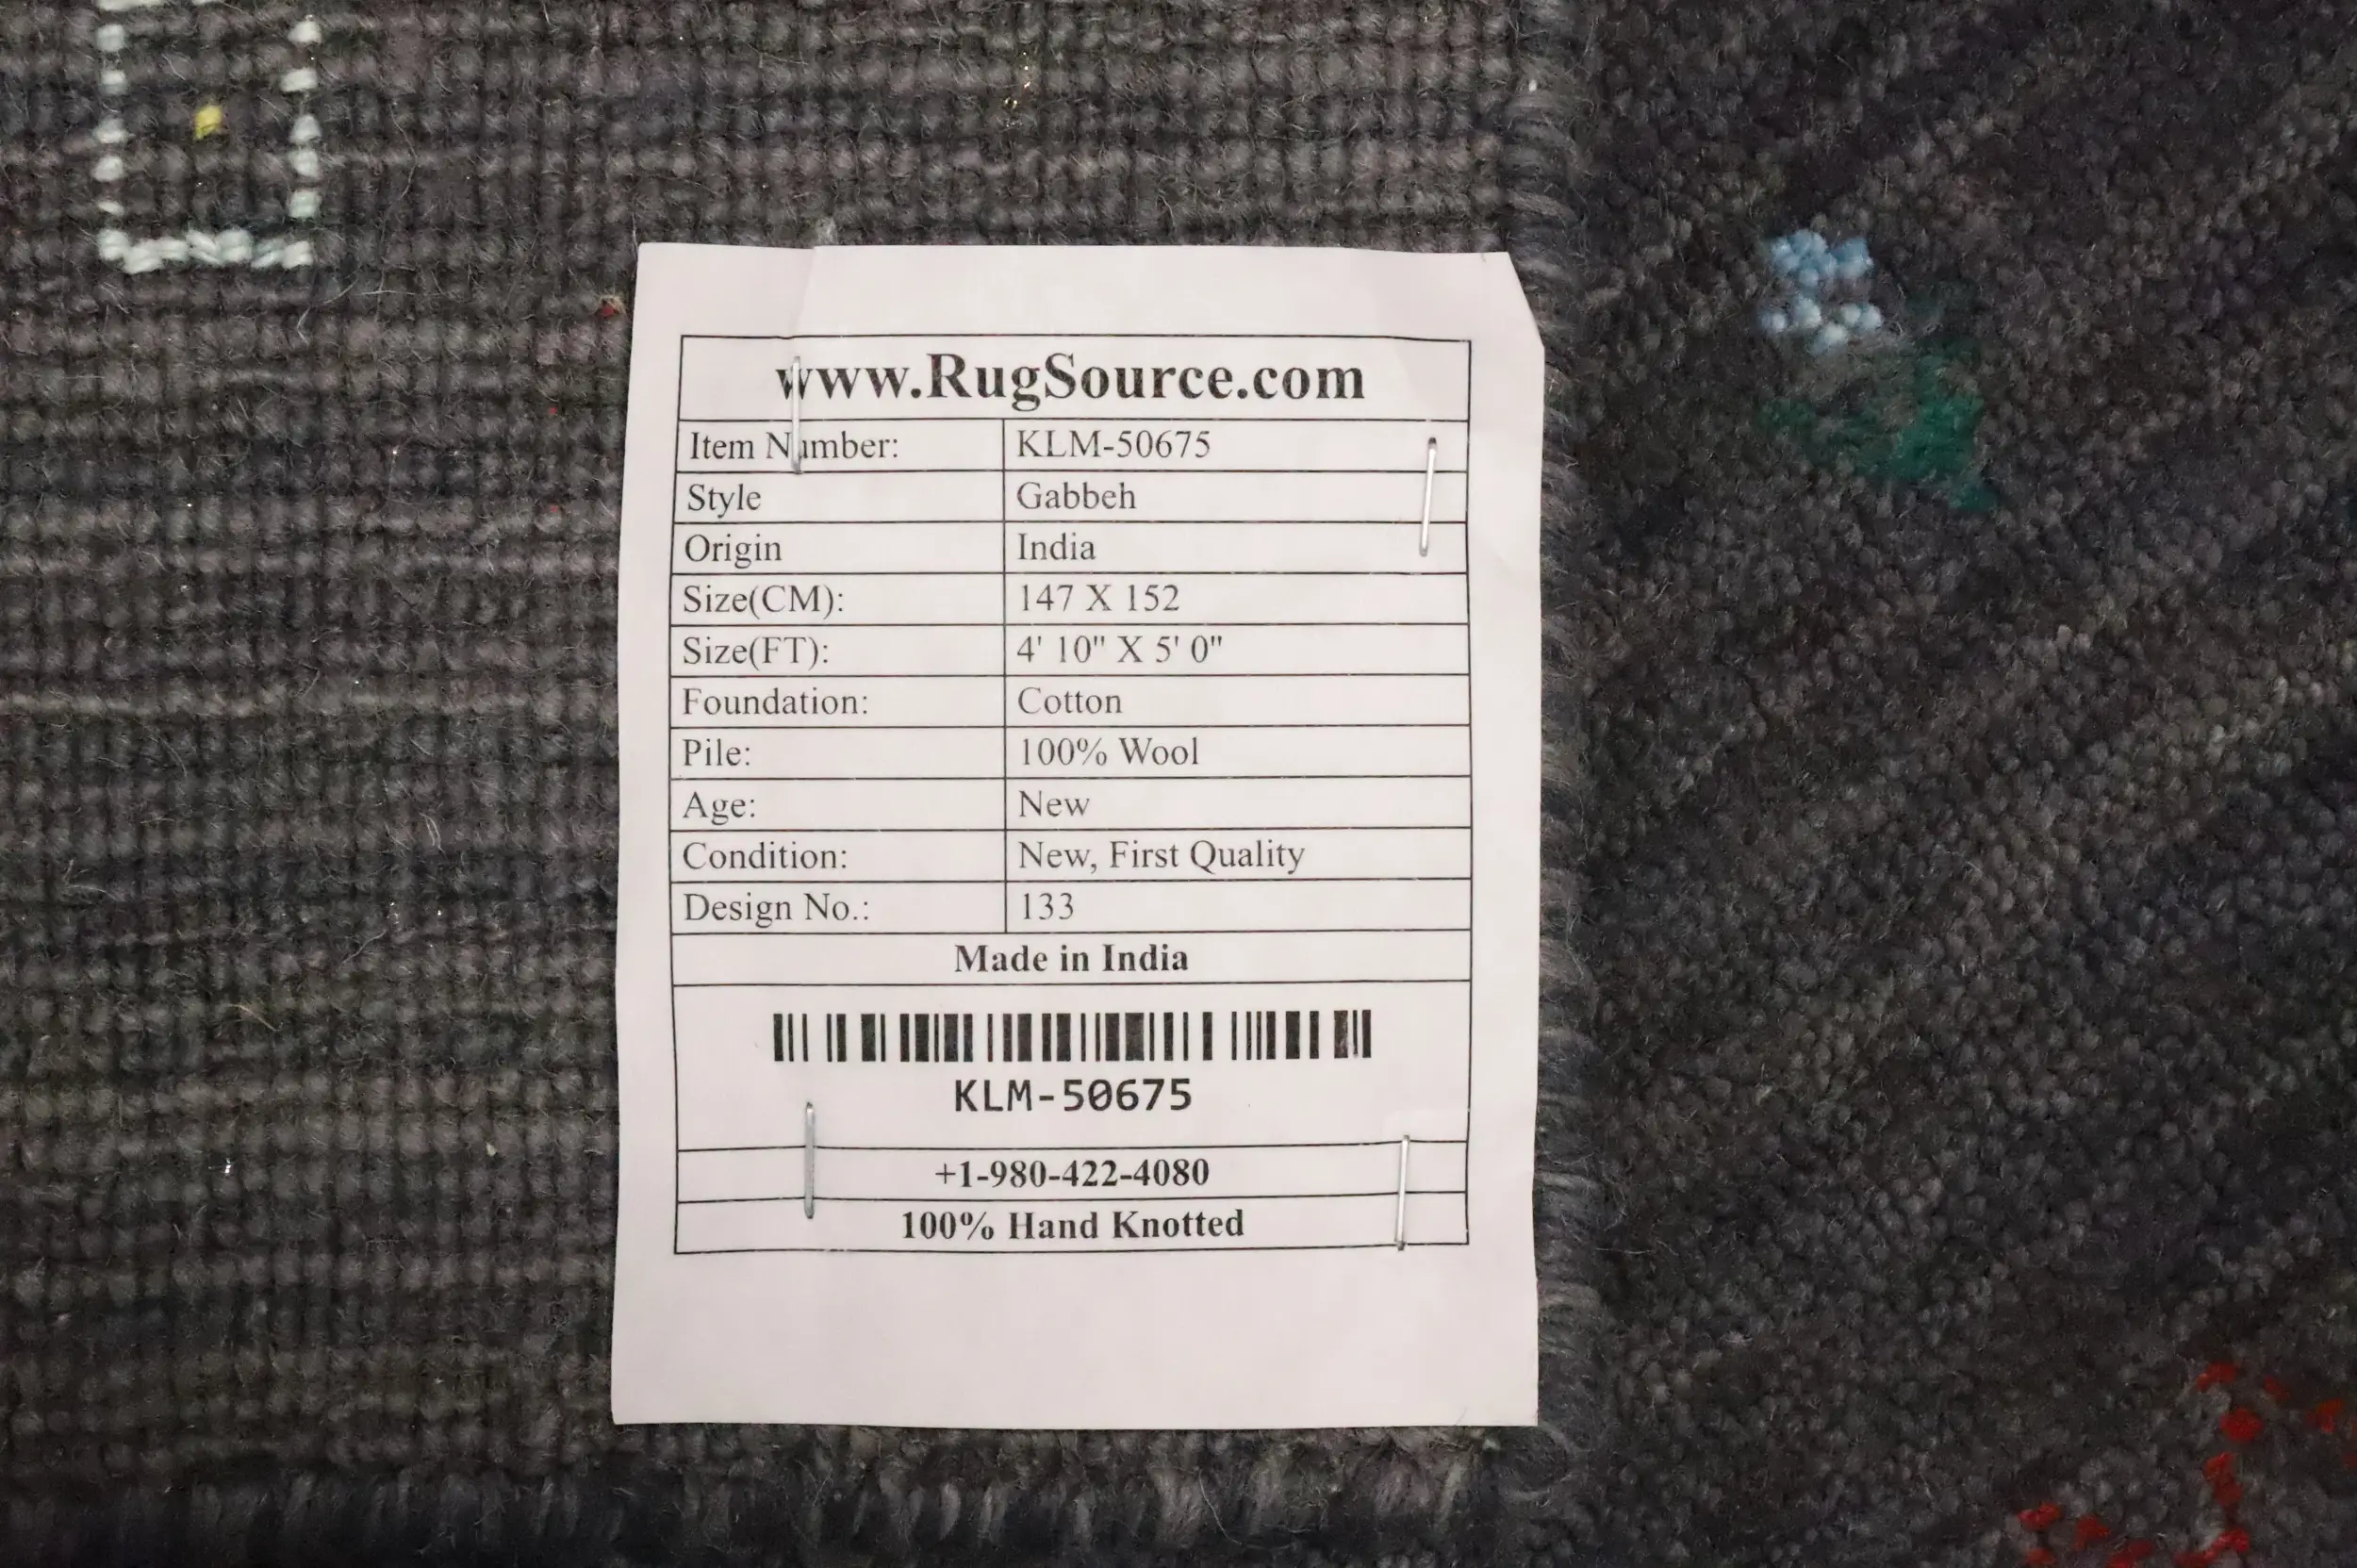 www.RugSource.com
Item Number: KLM-50675
Style Gabbeh
Origin India
Size(CM): 147 X 152
Size(FT): 4' 10" X 5' 0"
Foundation: Cotton
Pile: 100% Wool
Age: New
Condition: New, First Quality
Design No.: 133
Made in India
KLM-50675
+1-980-422-4080
100% Hand Knotted